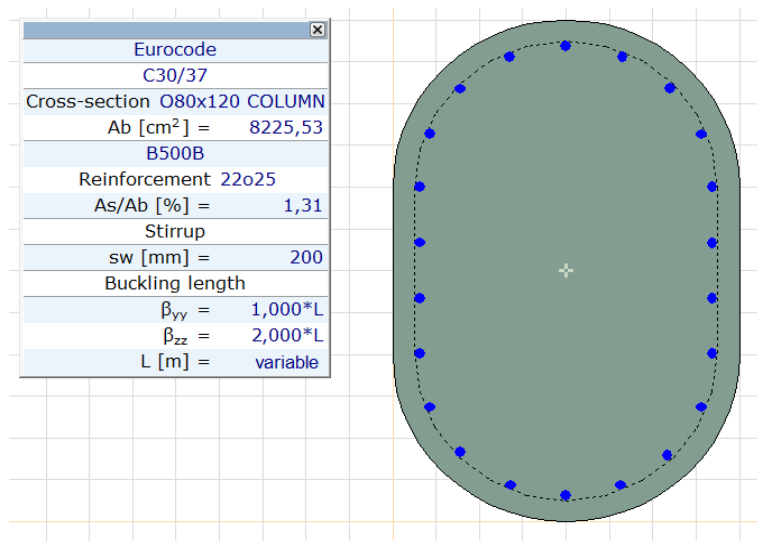 Eurocode
C30/37
Cross-section O80x120 COLUMN
Ab [cm²] = 8225,53
B500B
Reinforcement 22o25
As/Ab [%] = 1,31
Stirrup
sw [mm] = 200
Buckling length
βyy = 1,000*L
βzz = 2,000*L
L [m] = variable